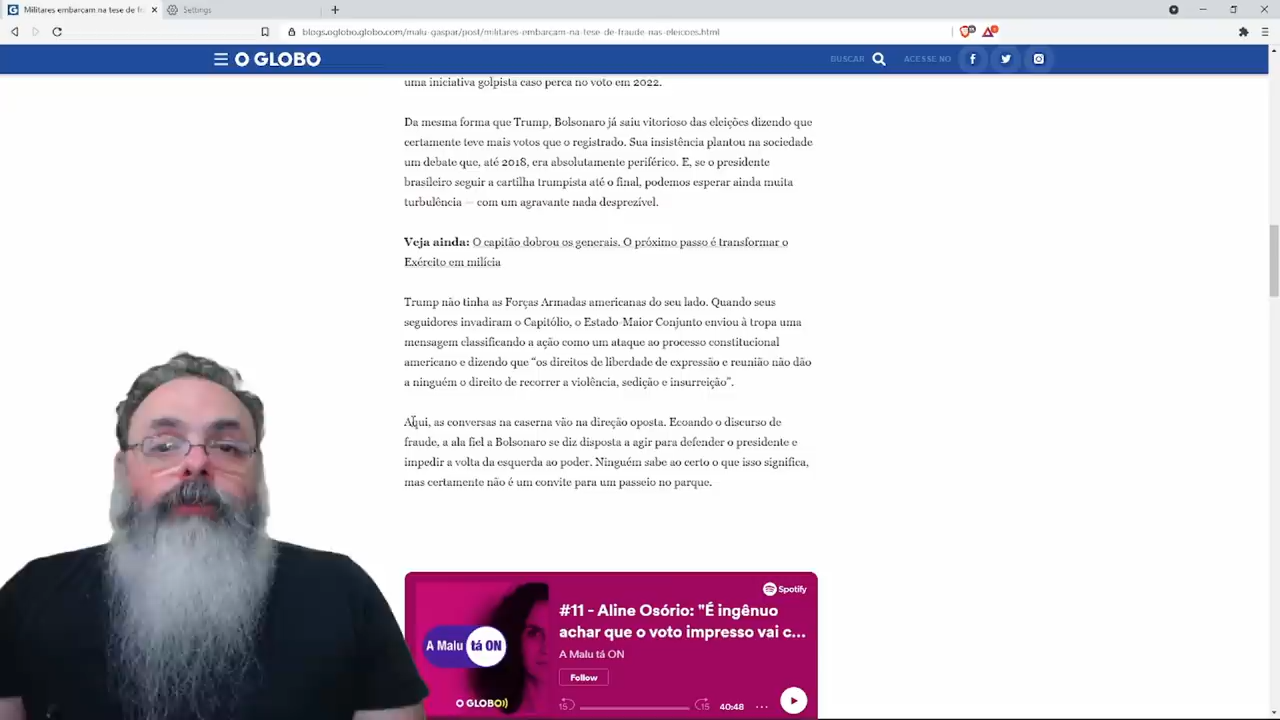 Militares embarcam na tese de f
Settings
blogs.oglobo.globo.com/malu-gaspar/post/militares-embarcam-na-tese-de-fraude-nas-eleicoes.html
O GLOBO
BUSCAR
ACESSE NO
uma iniciativa golpista caso perca no voto em 2022.
Da mesma forma que Trump, Bolsonaro já saiu vitorioso das eleições dizendo que
certamente teve mais votos que o registrado. Sua insistência plantou na sociedade
um debate que, até 2018, era absolutamente periférico. E, se o presidente
brasileiro seguir a cartilha trumpista até o final, podemos esperar ainda muita
turbulência — com um agravante nada desprezível.
Veja ainda: O capitão dobrou os generais. O próximo passo é transformar o
Exército em milícia
Trump não tinha as Forças Armadas americanas do seu lado. Quando seus
seguidores invadiram o Capitólio, o Estado-Maior Conjunto enviou à tropa uma
mensagem classificando a ação como um ataque ao processo constitucional
americano e dizendo que “os direitos de liberdade de expressão e reunião não dão
a ninguém o direito de recorrer a violência, sedição e insurreição”.
Aqui, as conversas na caserna vão na direção oposta. Ecoando o discurso de
fraude, a ala fiel a Bolsonaro se diz disposta a agir para defender o presidente e
impedir a volta da esquerda ao poder. Ninguém sabe ao certo o que isso significa,
mas certamente não é um convite para um passeio no parque.
Spotify
#11 - Aline Osório: "É ingênuo
achar que o voto impresso vai c...
A Malu tá ON
A Malu tá ON
Follow
O GLOBO
15
15
40:48